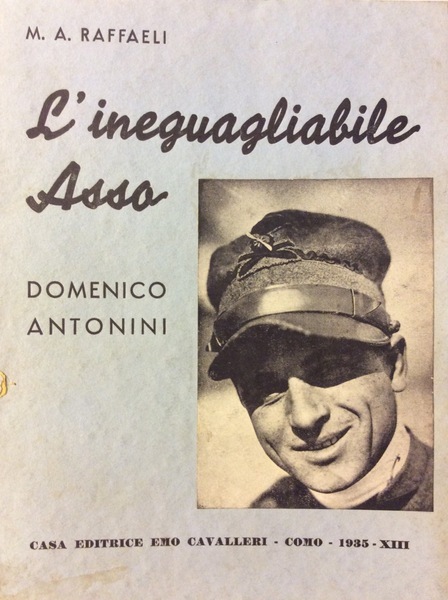 M. A. RAFFAELI
L'ineguagliabile
Asso
DOMENICO
ANTONINI
CASA EDITRICE EMO CAVALLERI - COMO - 1935 - XIII